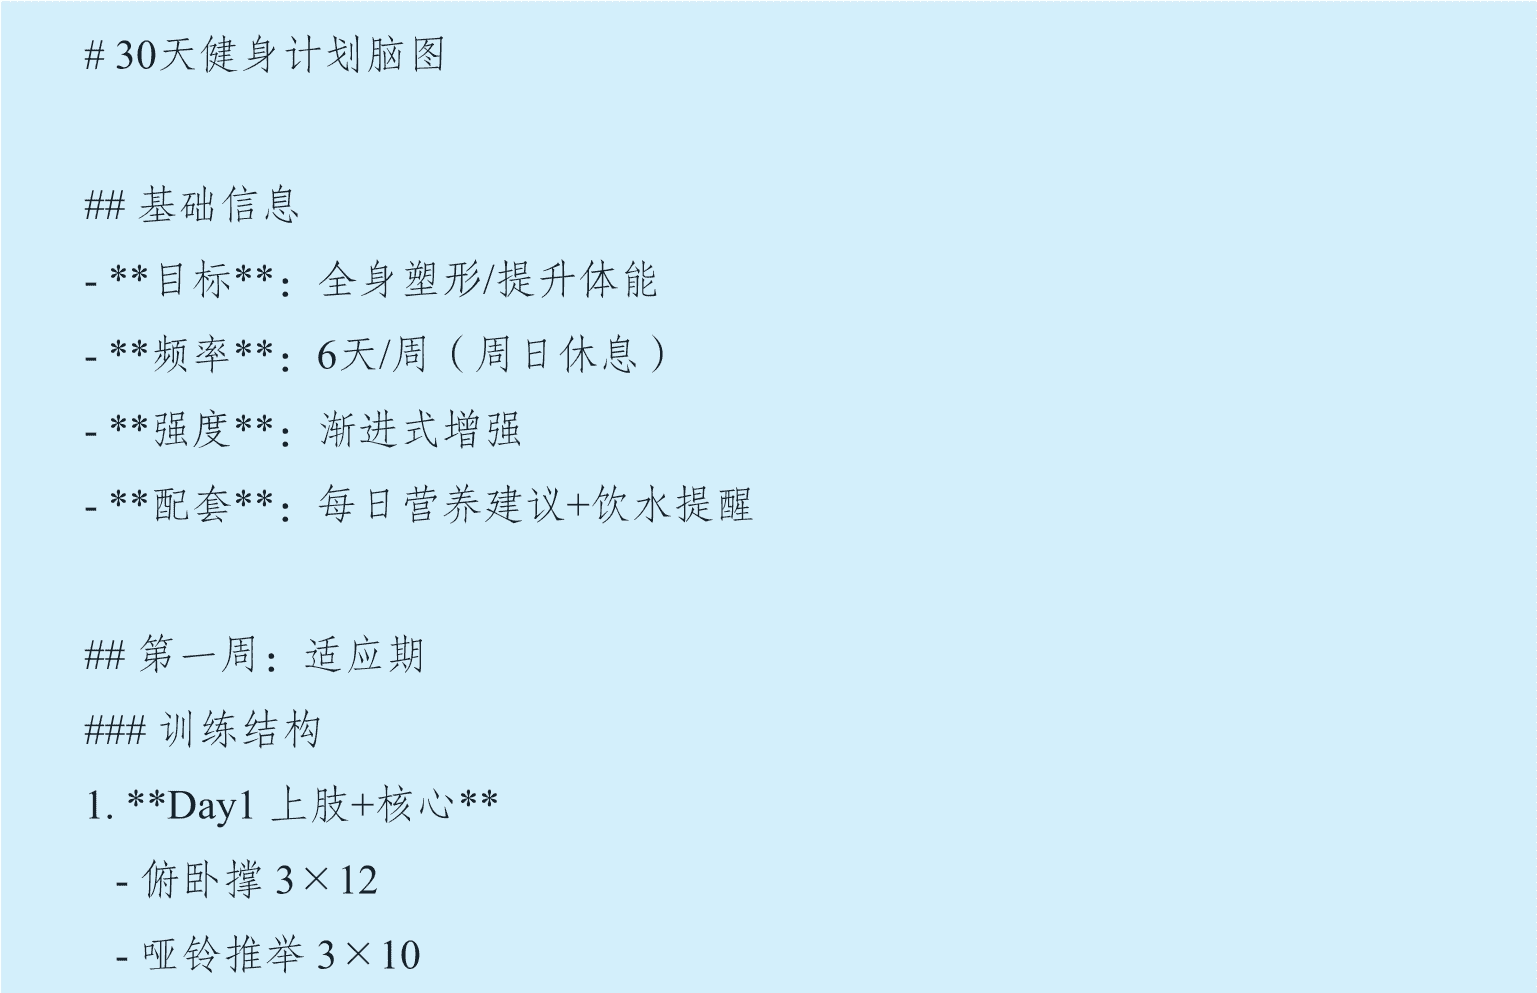 # 30天健身计划脑图
## 基础信息
- **目标**：全身塑形/提升体能
- **频率**：6天/周（周日休息）
- **强度**：渐进式增强
- **配套**：每日营养建议+饮水提醒
## 第一周：适应期
### 训练结构
1. **Day1 上肢+核心**
- 俯卧撑 3×12
- 哑铃推举 3×10